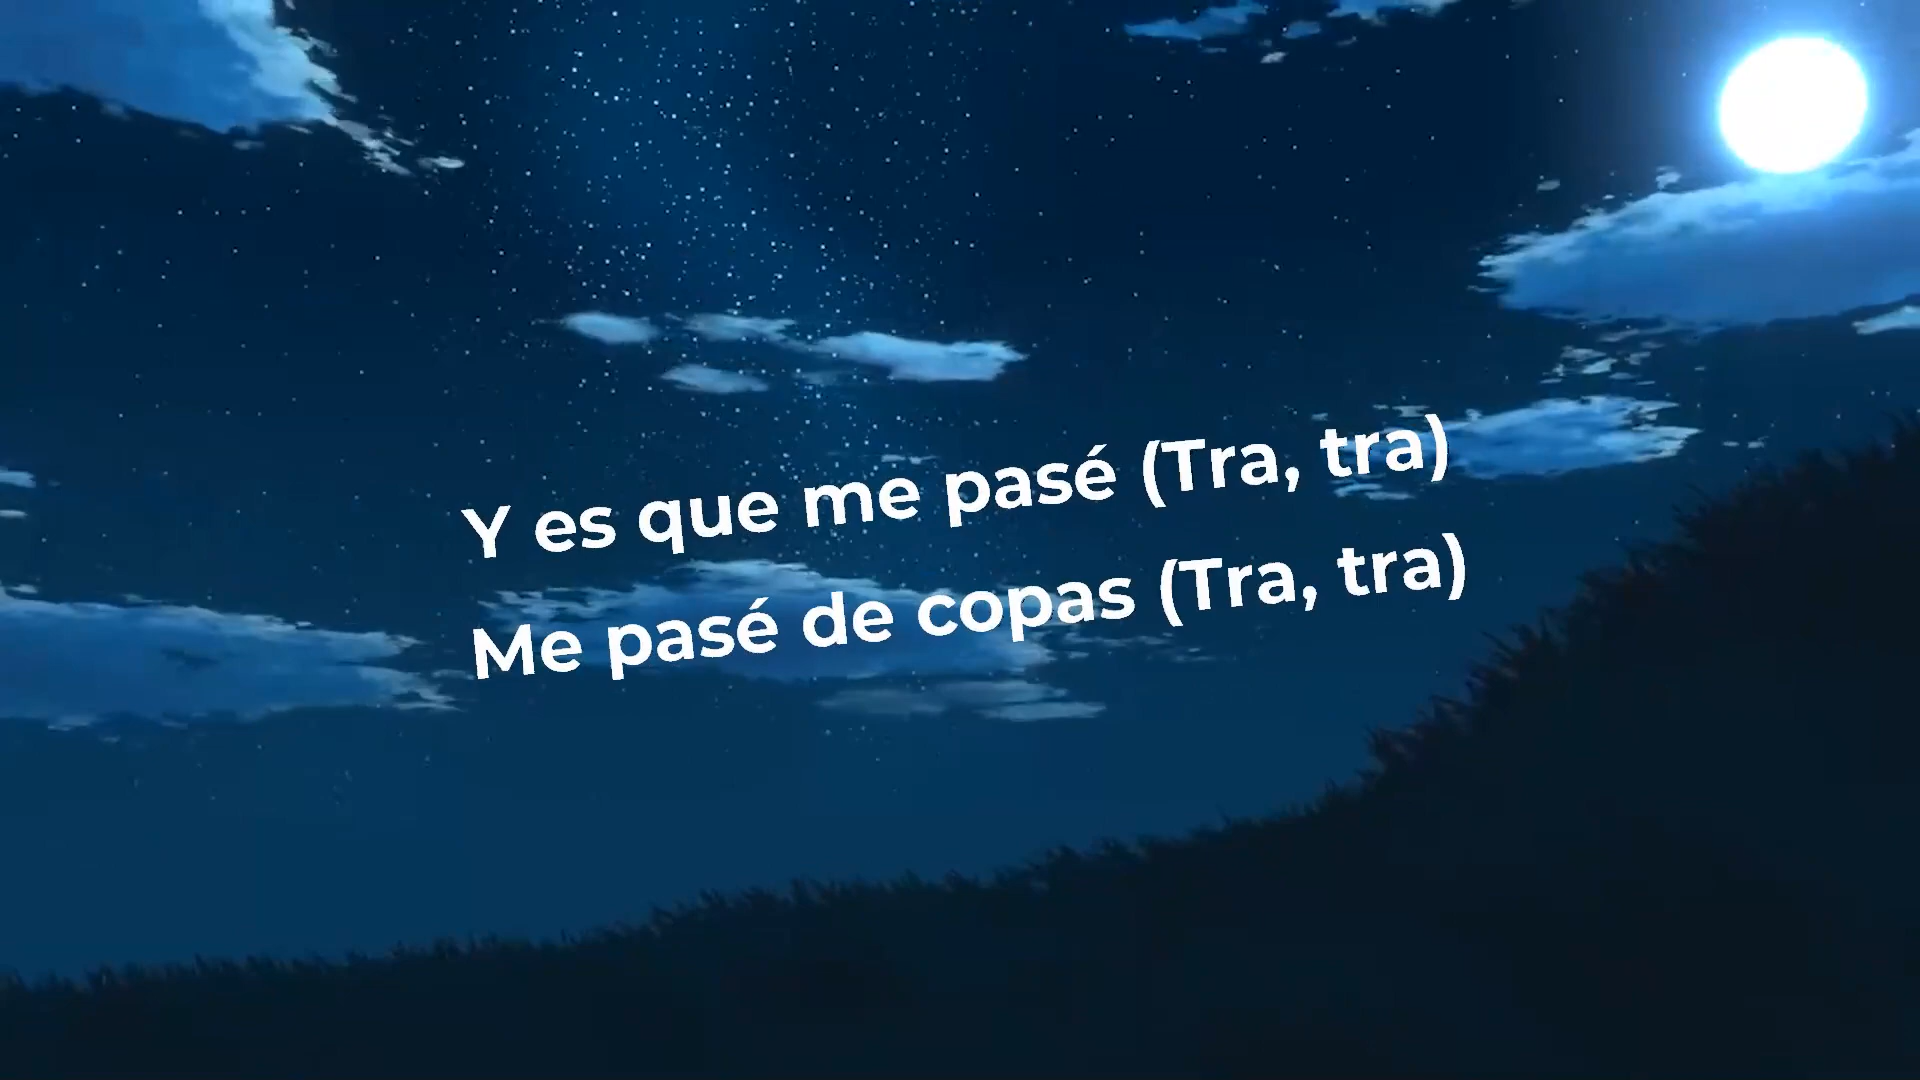 Y es que me pasé (Tra, tra)
Me pasé de copas (Tra, tra)